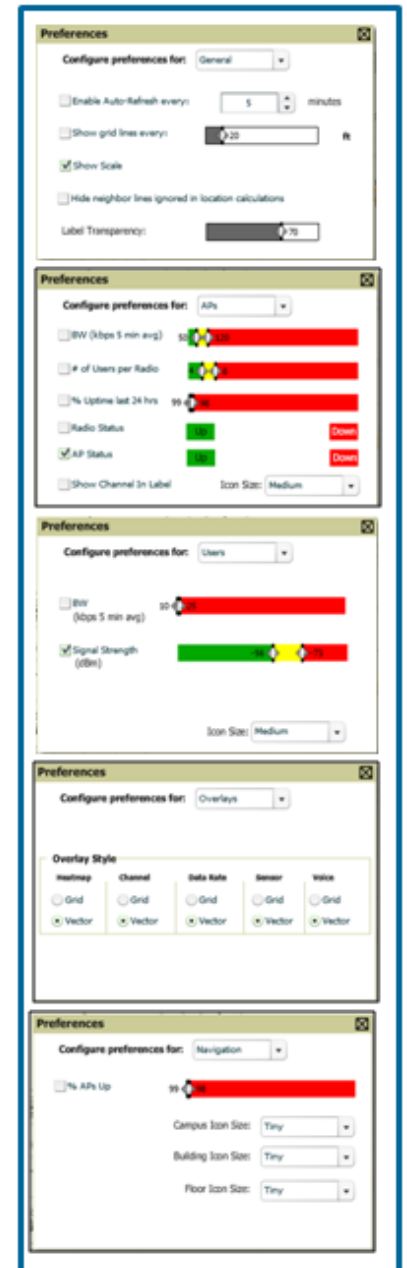 Preferences
Configure preferences for: General
Enable Auto-Refresh every: 5 minutes
Show grid lines every: 20 ft
Show Scale
Hide neighbor lines ignored in location calculations
Label Transparency: 70
Preferences
Configure preferences for: APs
BW (kbps 5 min avg) 50 120
# of Users per Radio
% Uptime last 24 hrs 99 98
Radio Status Up Down
AP Status Up Down
Show Channel In Label Icon Size: Medium
Preferences
Configure preferences for: Users
BW 10 25
(kbps 5 min avg)
Signal Strength -73
(dBm)
Icon Size: Medium
Preferences
Configure preferences for: Overlays
Overlay Style
Heatmap Channel Data Rate Sensor Voice
Grid Grid Grid Grid Grid
Vector Vector Vector Vector Vector
Preferences
Configure preferences for: Navigation
% APs Up 99 98
Campus Icon Size: Tiny
Building Icon Size: Tiny
Floor Icon Size: Tiny